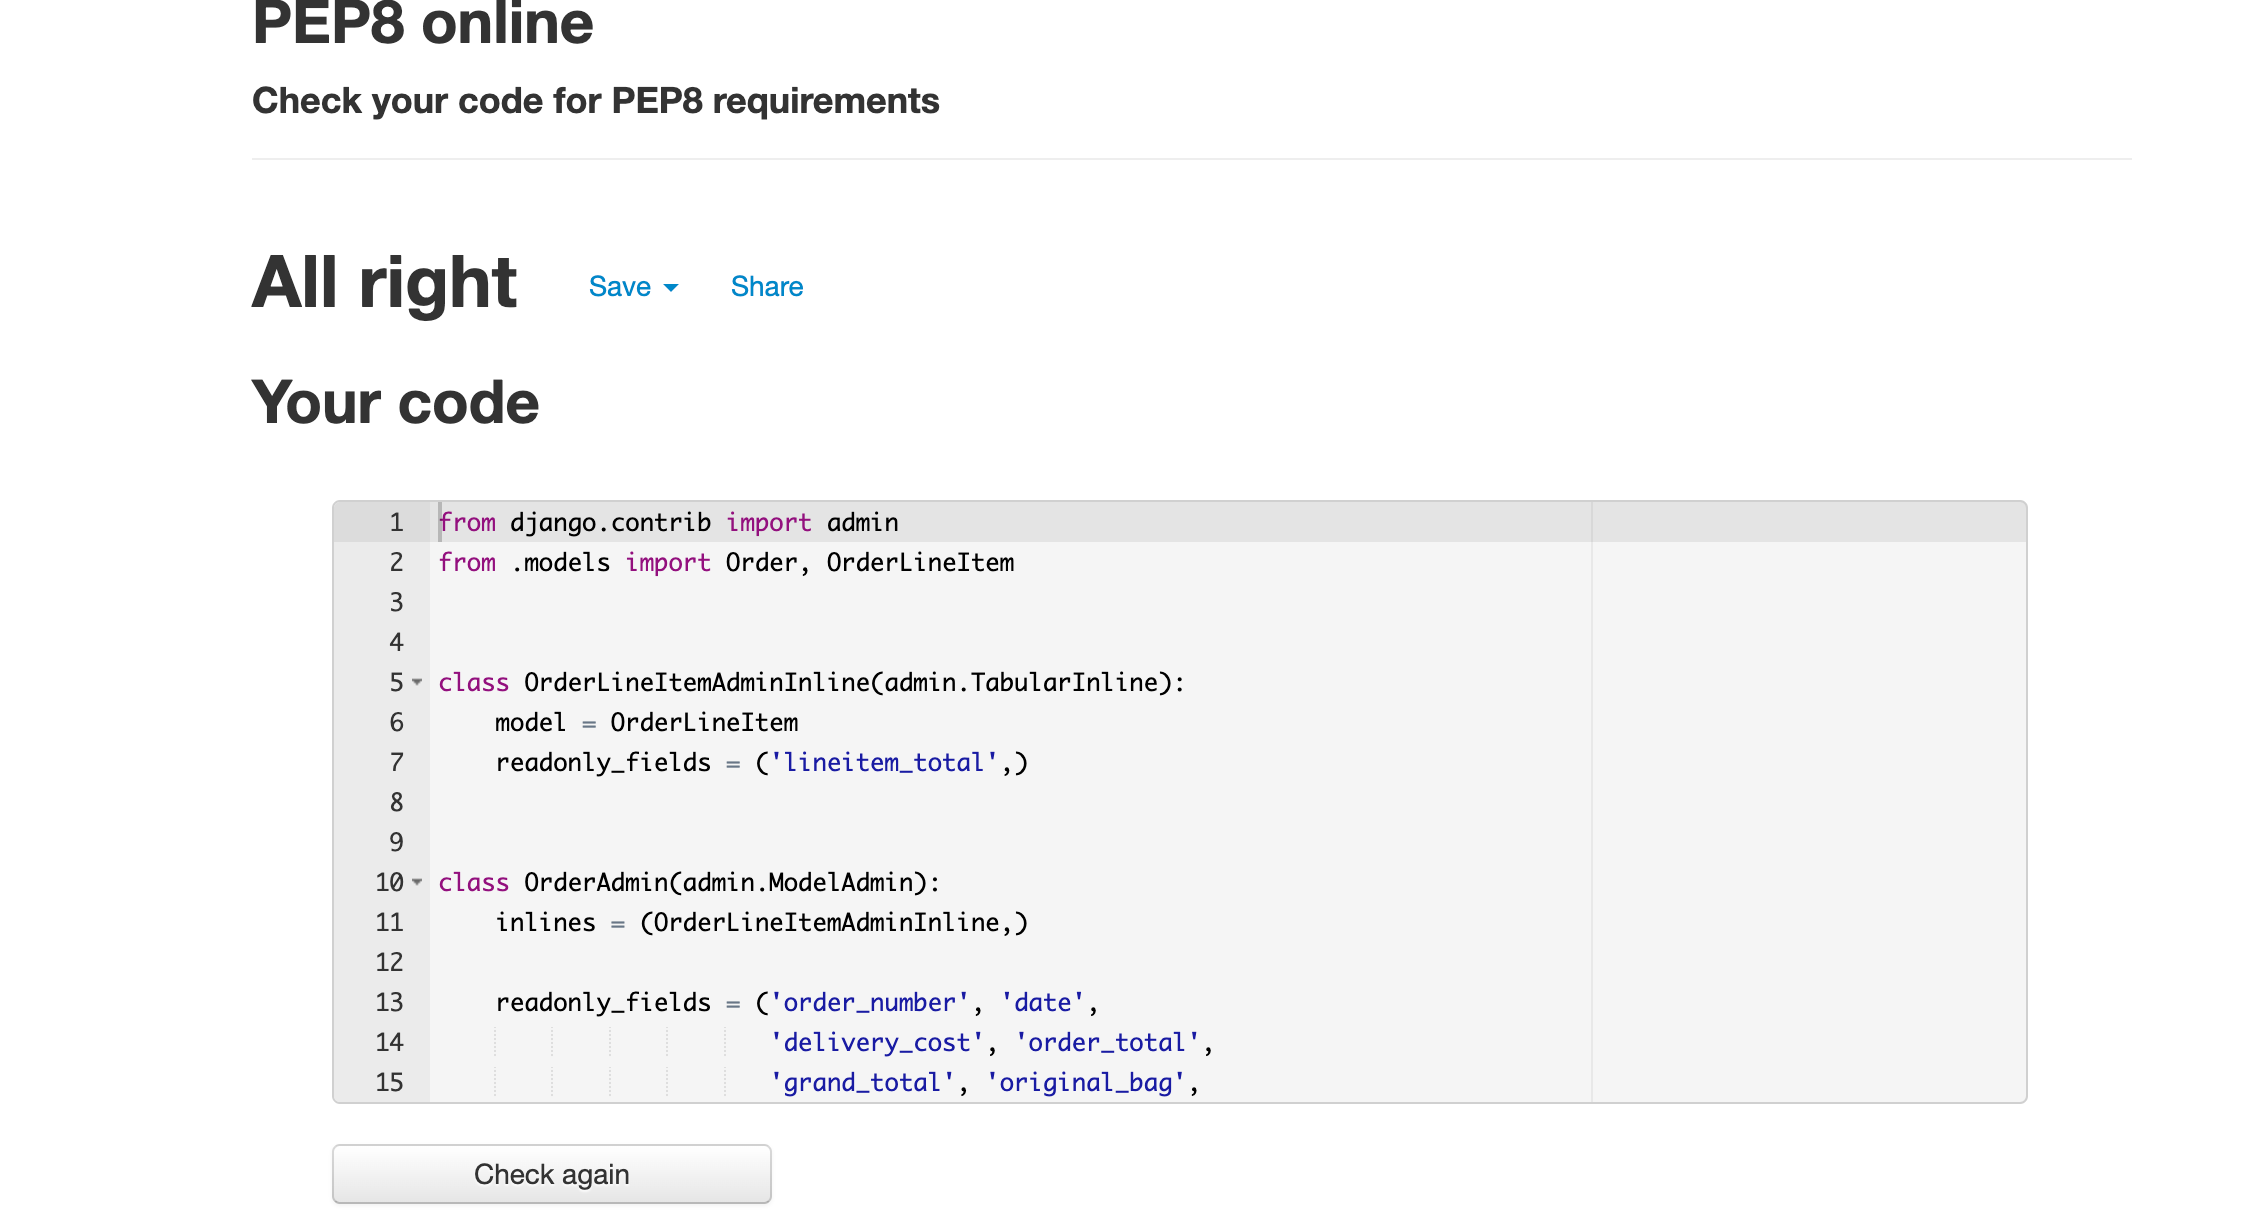 PEP8 online
Check your code for PEP8 requirements
All right Save Share
Your code
1 from django.contrib import admin
2 from .models import Order, OrderLineItem
3
4
5 class OrderLineItemAdminInline(admin.TabularInline):
6     model = OrderLineItem
7     readonly_fields = ('lineitem_total',)
8
9
10 class OrderAdmin(admin.ModelAdmin):
11     inlines = (OrderLineItemAdminInline,)
12
13     readonly_fields = ('order_number', 'date',
14                        'delivery_cost', 'order_total',
15                        'grand_total', 'original_bag',
Check again